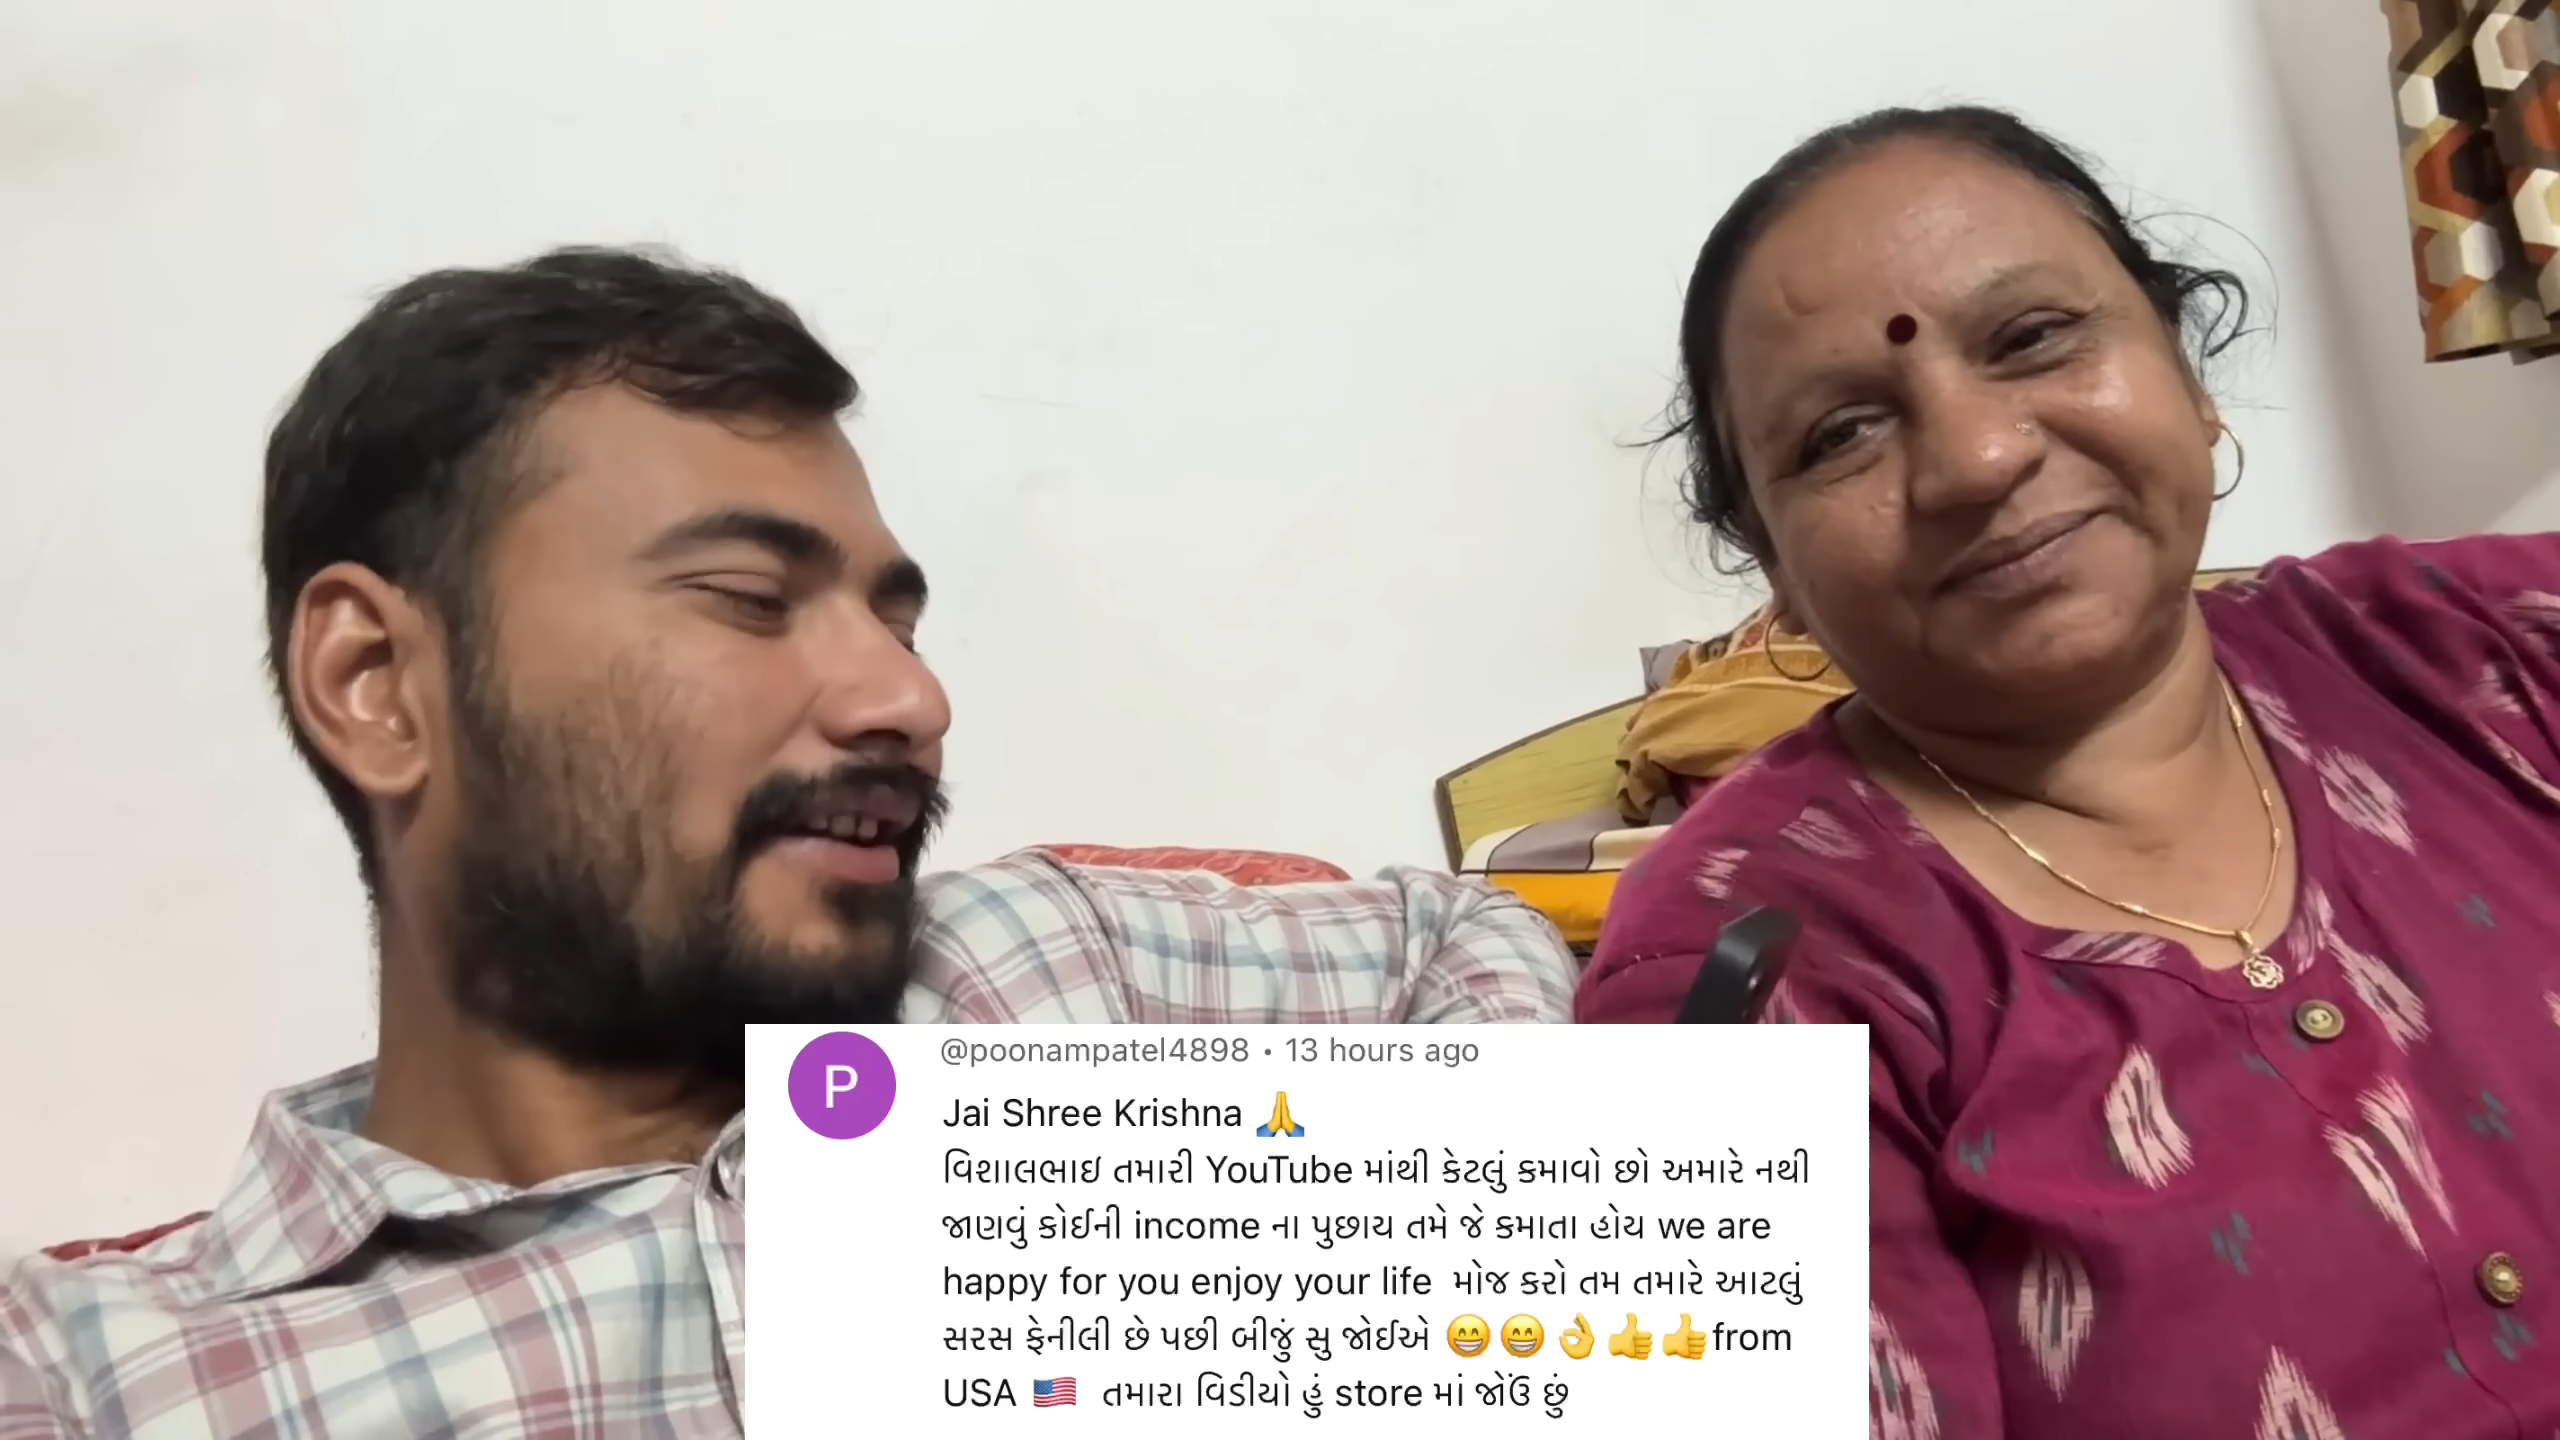 P
@poonampatel4898 • 13 hours ago
Jai Shree Krishna 🙏
વિશાલભાઇ તમારી YouTube માંથી કેટલું કમાવો છો અમારે નથી
જાણવું કોઈની income ના પુછાય તમે જે કમાતા હોય we are
happy for you enjoy your life મોજ કરો તમ તમારે આટલું
સરસ ફેનીલી છે પછી બીજું સુ જોઈએ 😁😁👌👍👍from
USA 🇺🇸 તમારા વિડીયો હું store માં જોઉં છું